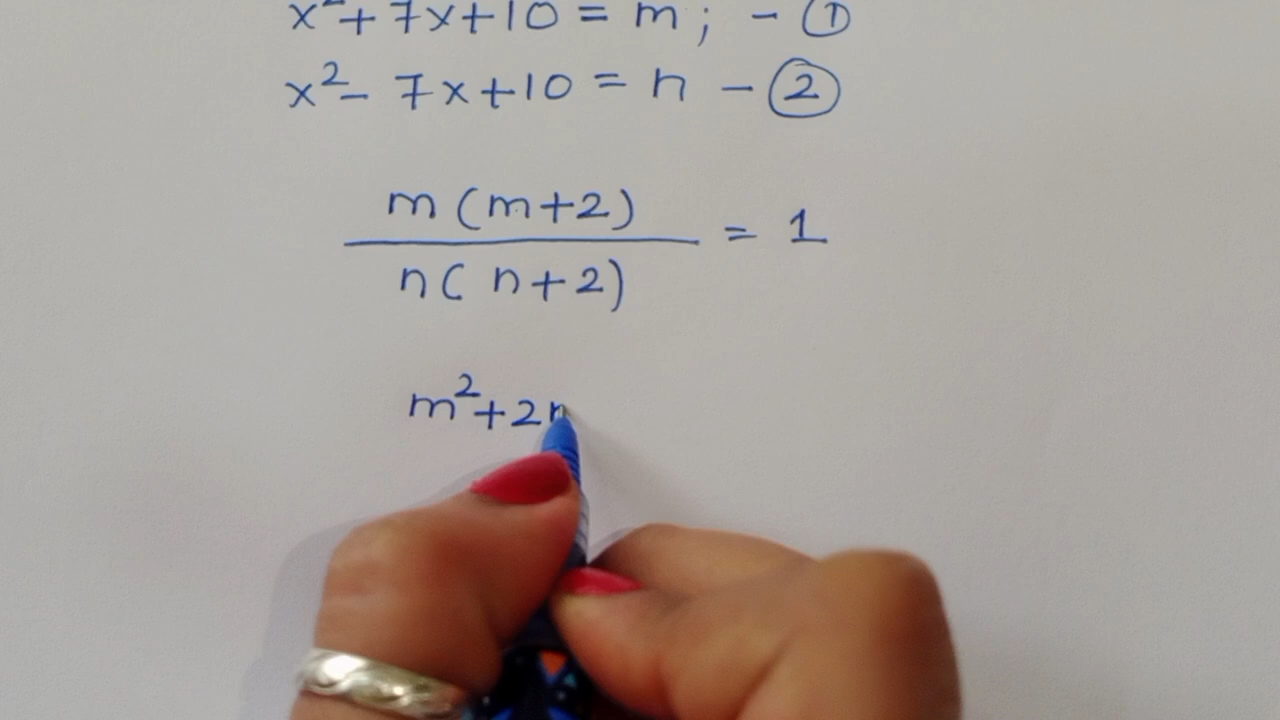 x²+7x+10 = m; - ①
x²- 7x+10 = n - ②
m(m+2)
= 1
n(n+2)
m²+2